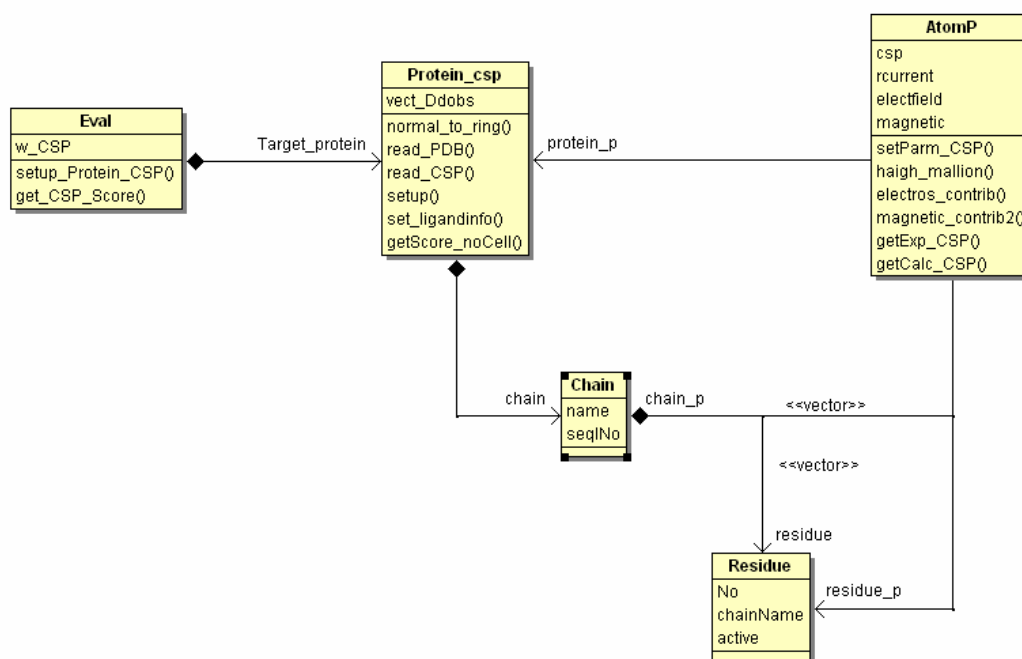 AtomP
csp
rcurrent
electfield
magnetic
setParm_CSP()
haigh_mallion()
electros_contrib()
magnetic_contrib2()
getExp_CSP()
getCalc_CSP()
Protein_csp
vect_Ddobs
normal_to_ring()
read_PDB()
read_CSP()
setup()
set_ligandinfo()
getScore_noCell()
Eval
w_CSP
setup_Protein_CSP()
get_CSP_Score()
Target_protein
protein_p
chain
Chain
name
seqINo
chain_p
<<vector>>
<<vector>>
residue
Residue
No
chainName
active
residue_p